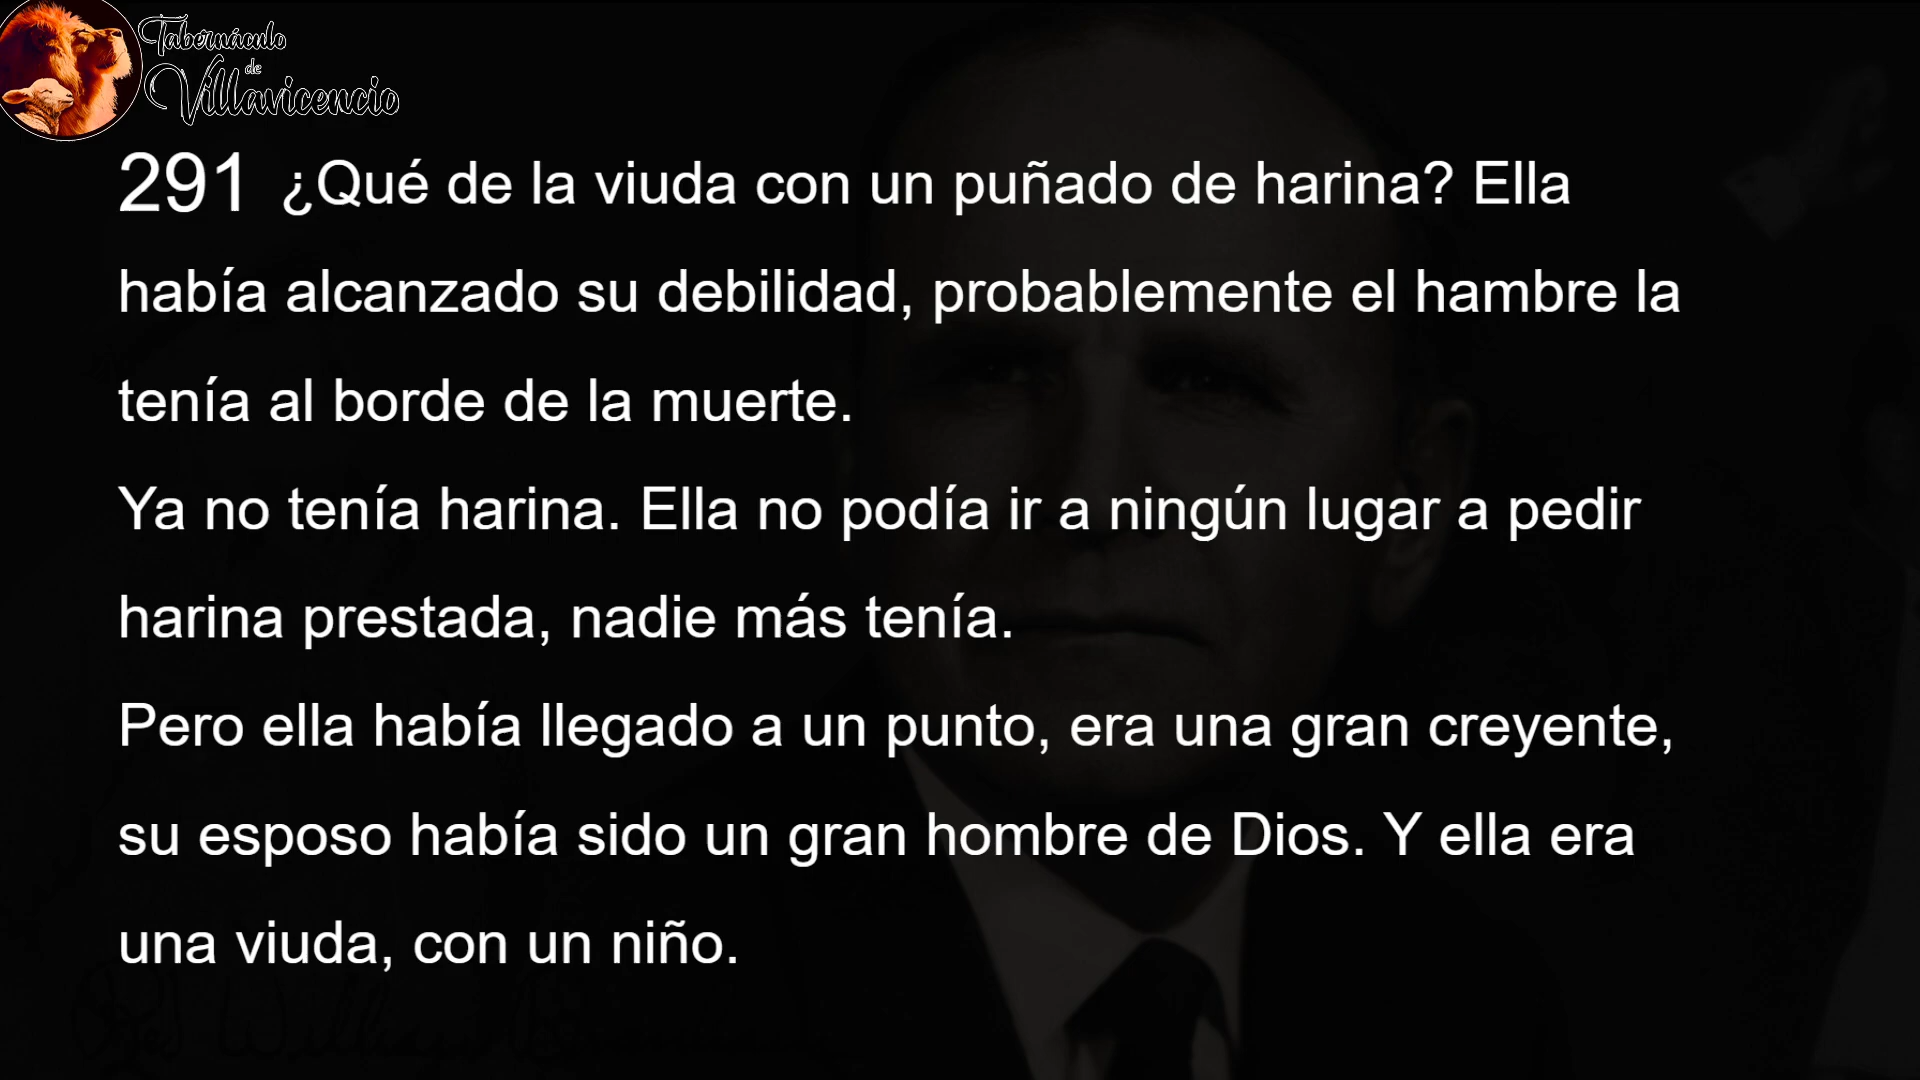 Tabernáculo
de
Villavicencio
291 ¿Qué de la viuda con un puñado de harina? Ella
había alcanzado su debilidad, probablemente el hambre la
tenía al borde de la muerte.
Ya no tenía harina. Ella no podía ir a ningún lugar a pedir
harina prestada, nadie más tenía.
Pero ella había llegado a un punto, era una gran creyente,
su esposo había sido un gran hombre de Dios. Y ella era
una viuda, con un niño.
William